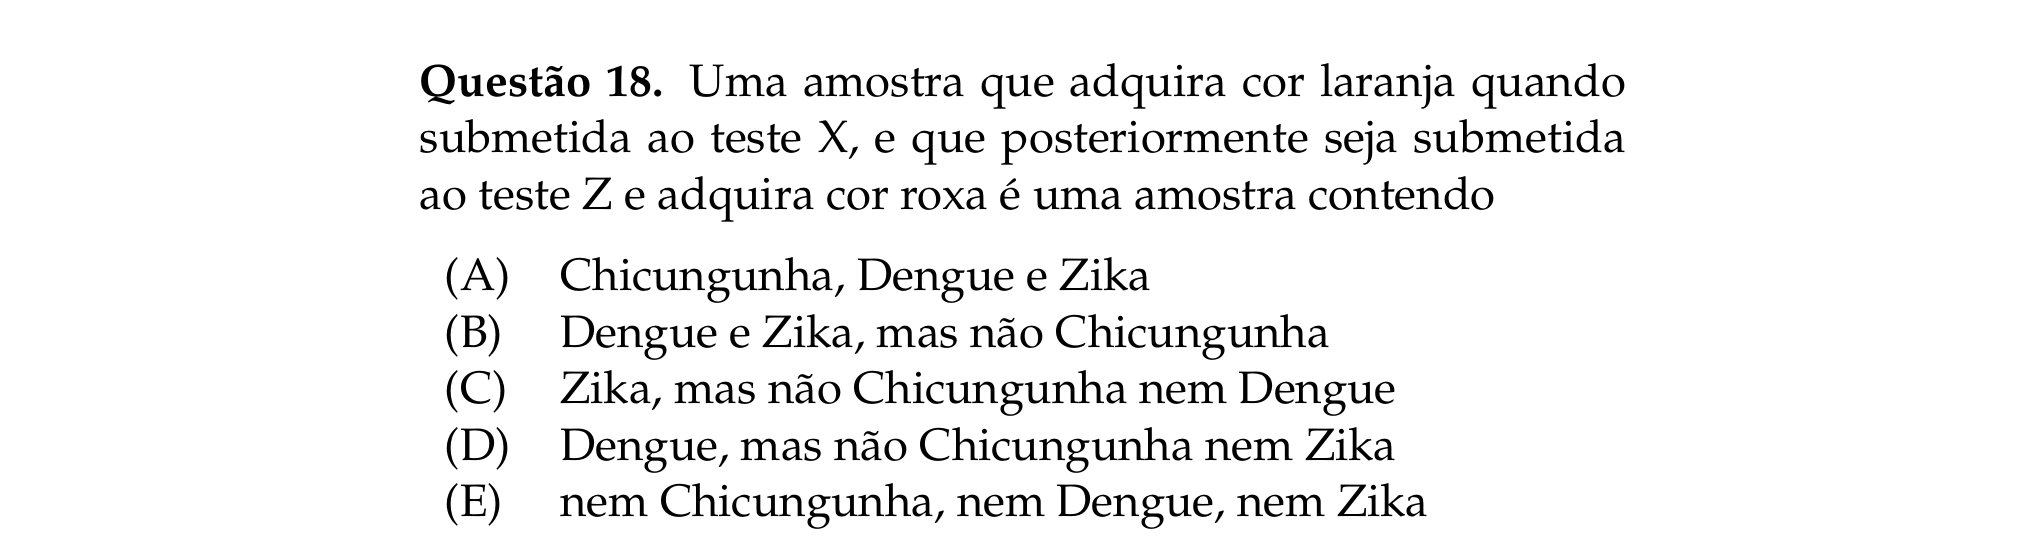 Questão 18. Uma amostra que adquira cor laranja quando
submetida ao teste X, e que posteriormente seja submetida
ao teste Z e adquira cor roxa é uma amostra contendo
(A) Chicungunha, Dengue e Zika
(B) Dengue e Zika, mas não Chicungunha
(C) Zika, mas não Chicungunha nem Dengue
(D) Dengue, mas não Chicungunha nem Zika
(E) nem Chicungunha, nem Dengue, nem Zika